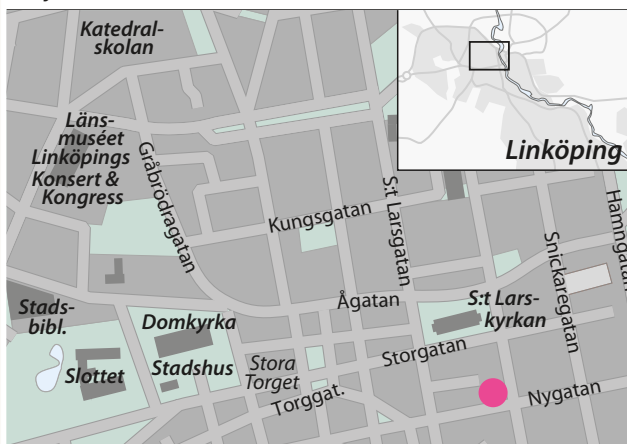 Katedral-
skolan
Läns-
muséet
Linköpings
Konsert &
Kongress
Gråbrödragatan
Linköping
Kungsgatan
S:t Larsgatan
Hamngatan
Snickaregatan
Ågatan
S:t Lars-
kyrkan
Stads-
bibl.
Domkyrka
Storgatan
Slottet
Stadshus
Stora
Torget
Torggat.
Nygatan